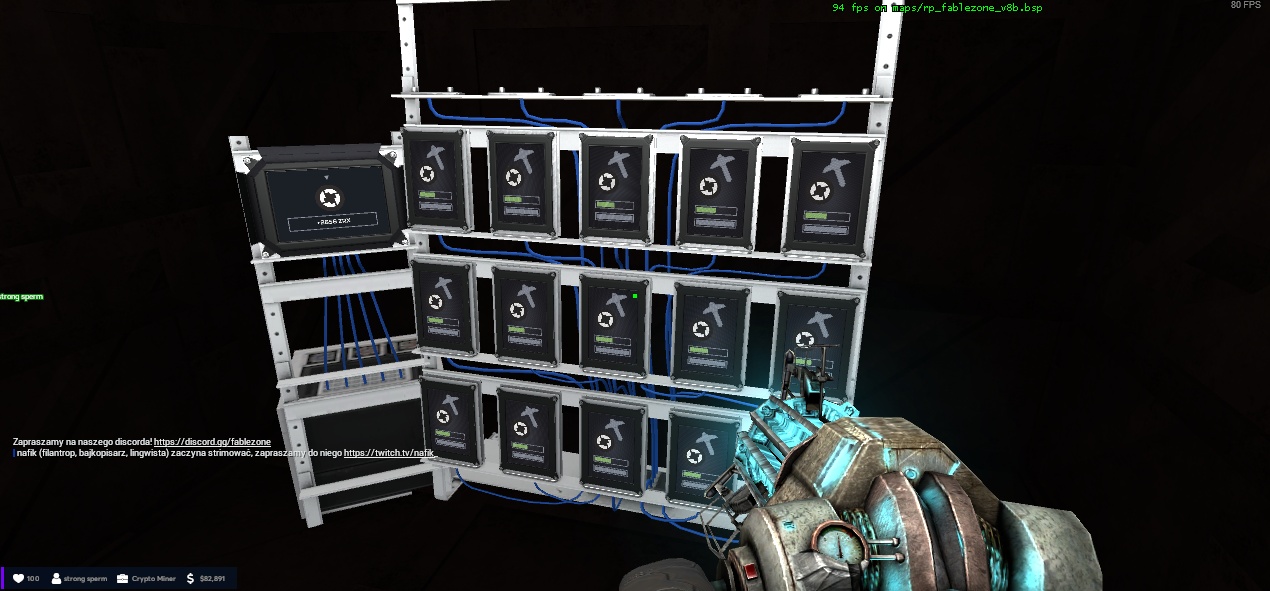 94 fps on maps/rp_fablezone_v8b.bsp
80 FPS
strong sperm
Zapraszamy na naszego discorda! https://discord.gg/fablezone
nafik (filantrop, bajkopisarz, lingwista) zaczyna strimować, zapraszamy do niego https://twitch.tv/nafik_
100
strong sperm
Crypto Miner
$82,891